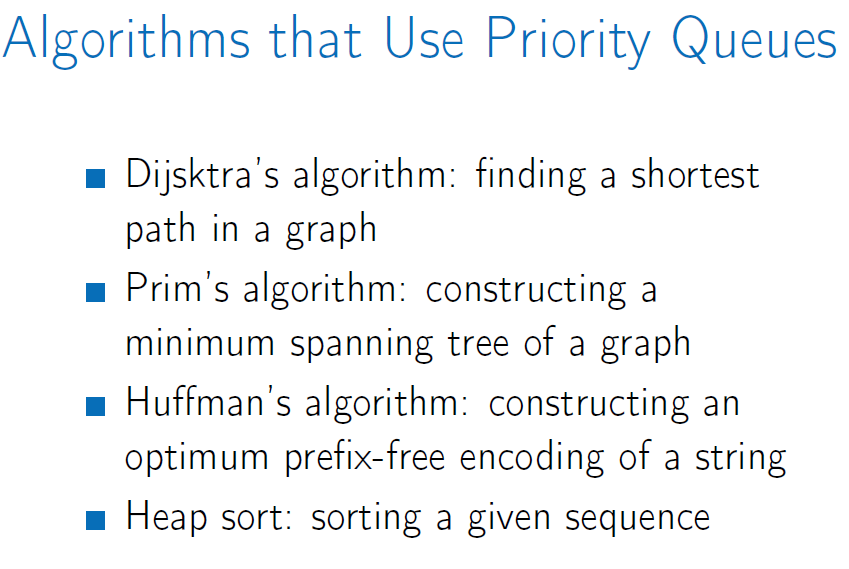 Algorithms that Use Priority Queues
Dijsktra's algorithm: finding a shortest
path in a graph
Prim's algorithm: constructing a
minimum spanning tree of a graph
Huffman's algorithm: constructing an
optimum prefix-free encoding of a string
Heap sort: sorting a given sequence